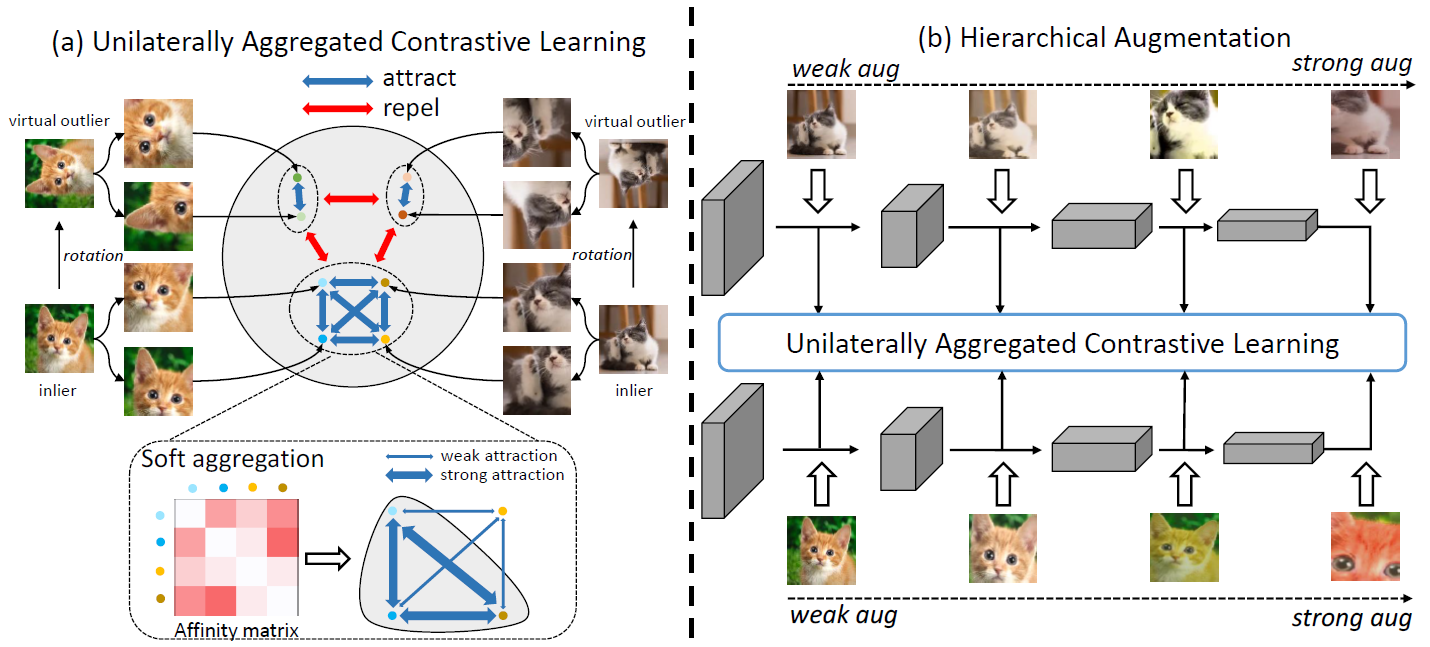 (a) Unilaterally Aggregated Contrastive Learning
attract
repel
virtual outlier
virtual outlier
rotation
rotation
inlier
inlier
Soft aggregation
weak attraction
strong attraction
Affinity matrix
(b) Hierarchical Augmentation
weak aug
strong aug
Unilaterally Aggregated Contrastive Learning
weak aug
strong aug